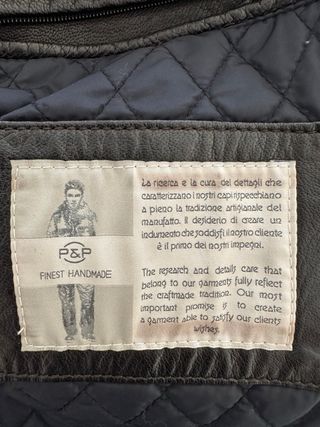 P&P
FINEST HANDMADE
La ricerca e la cura dei dettagli che
caratterizzano i nostri capi rispecchiano
a pieno la tradizione artigianale del
manufatto. Il desiderio di creare un
indumento che soddisfi il nostro cliente
è il primo dei nostri impegni.
The research and details care that
belong to our garments fully reflect
the craftmade tradition. Our most
important promise is to create
a garment able to satisfy our clients
wishes.